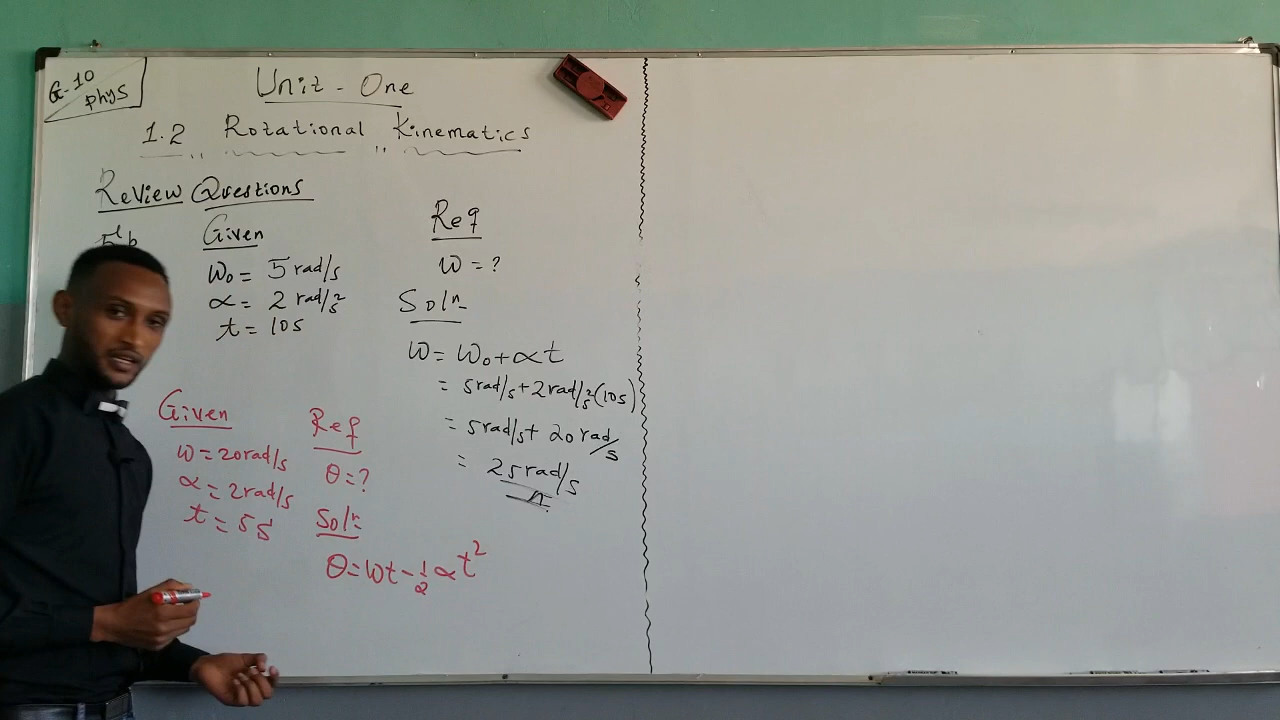 G-10
phys
Unit - One
1.2 Rotational Kinematics
Review Questions
Given
ω₀ = 5 rad/s
α = 2 rad/s²
t = 10s
Req
ω = ?
Soln
ω = ω₀ + αt
= 5rad/s + 2rad/s²(10s)
= 5rad/s + 20 rad/s
= 25rad/s
Given
ω = 20rad/s
α = 2rad/s
t = 5s
Req
θ = ?
Soln
θ = ωt - ½αt²